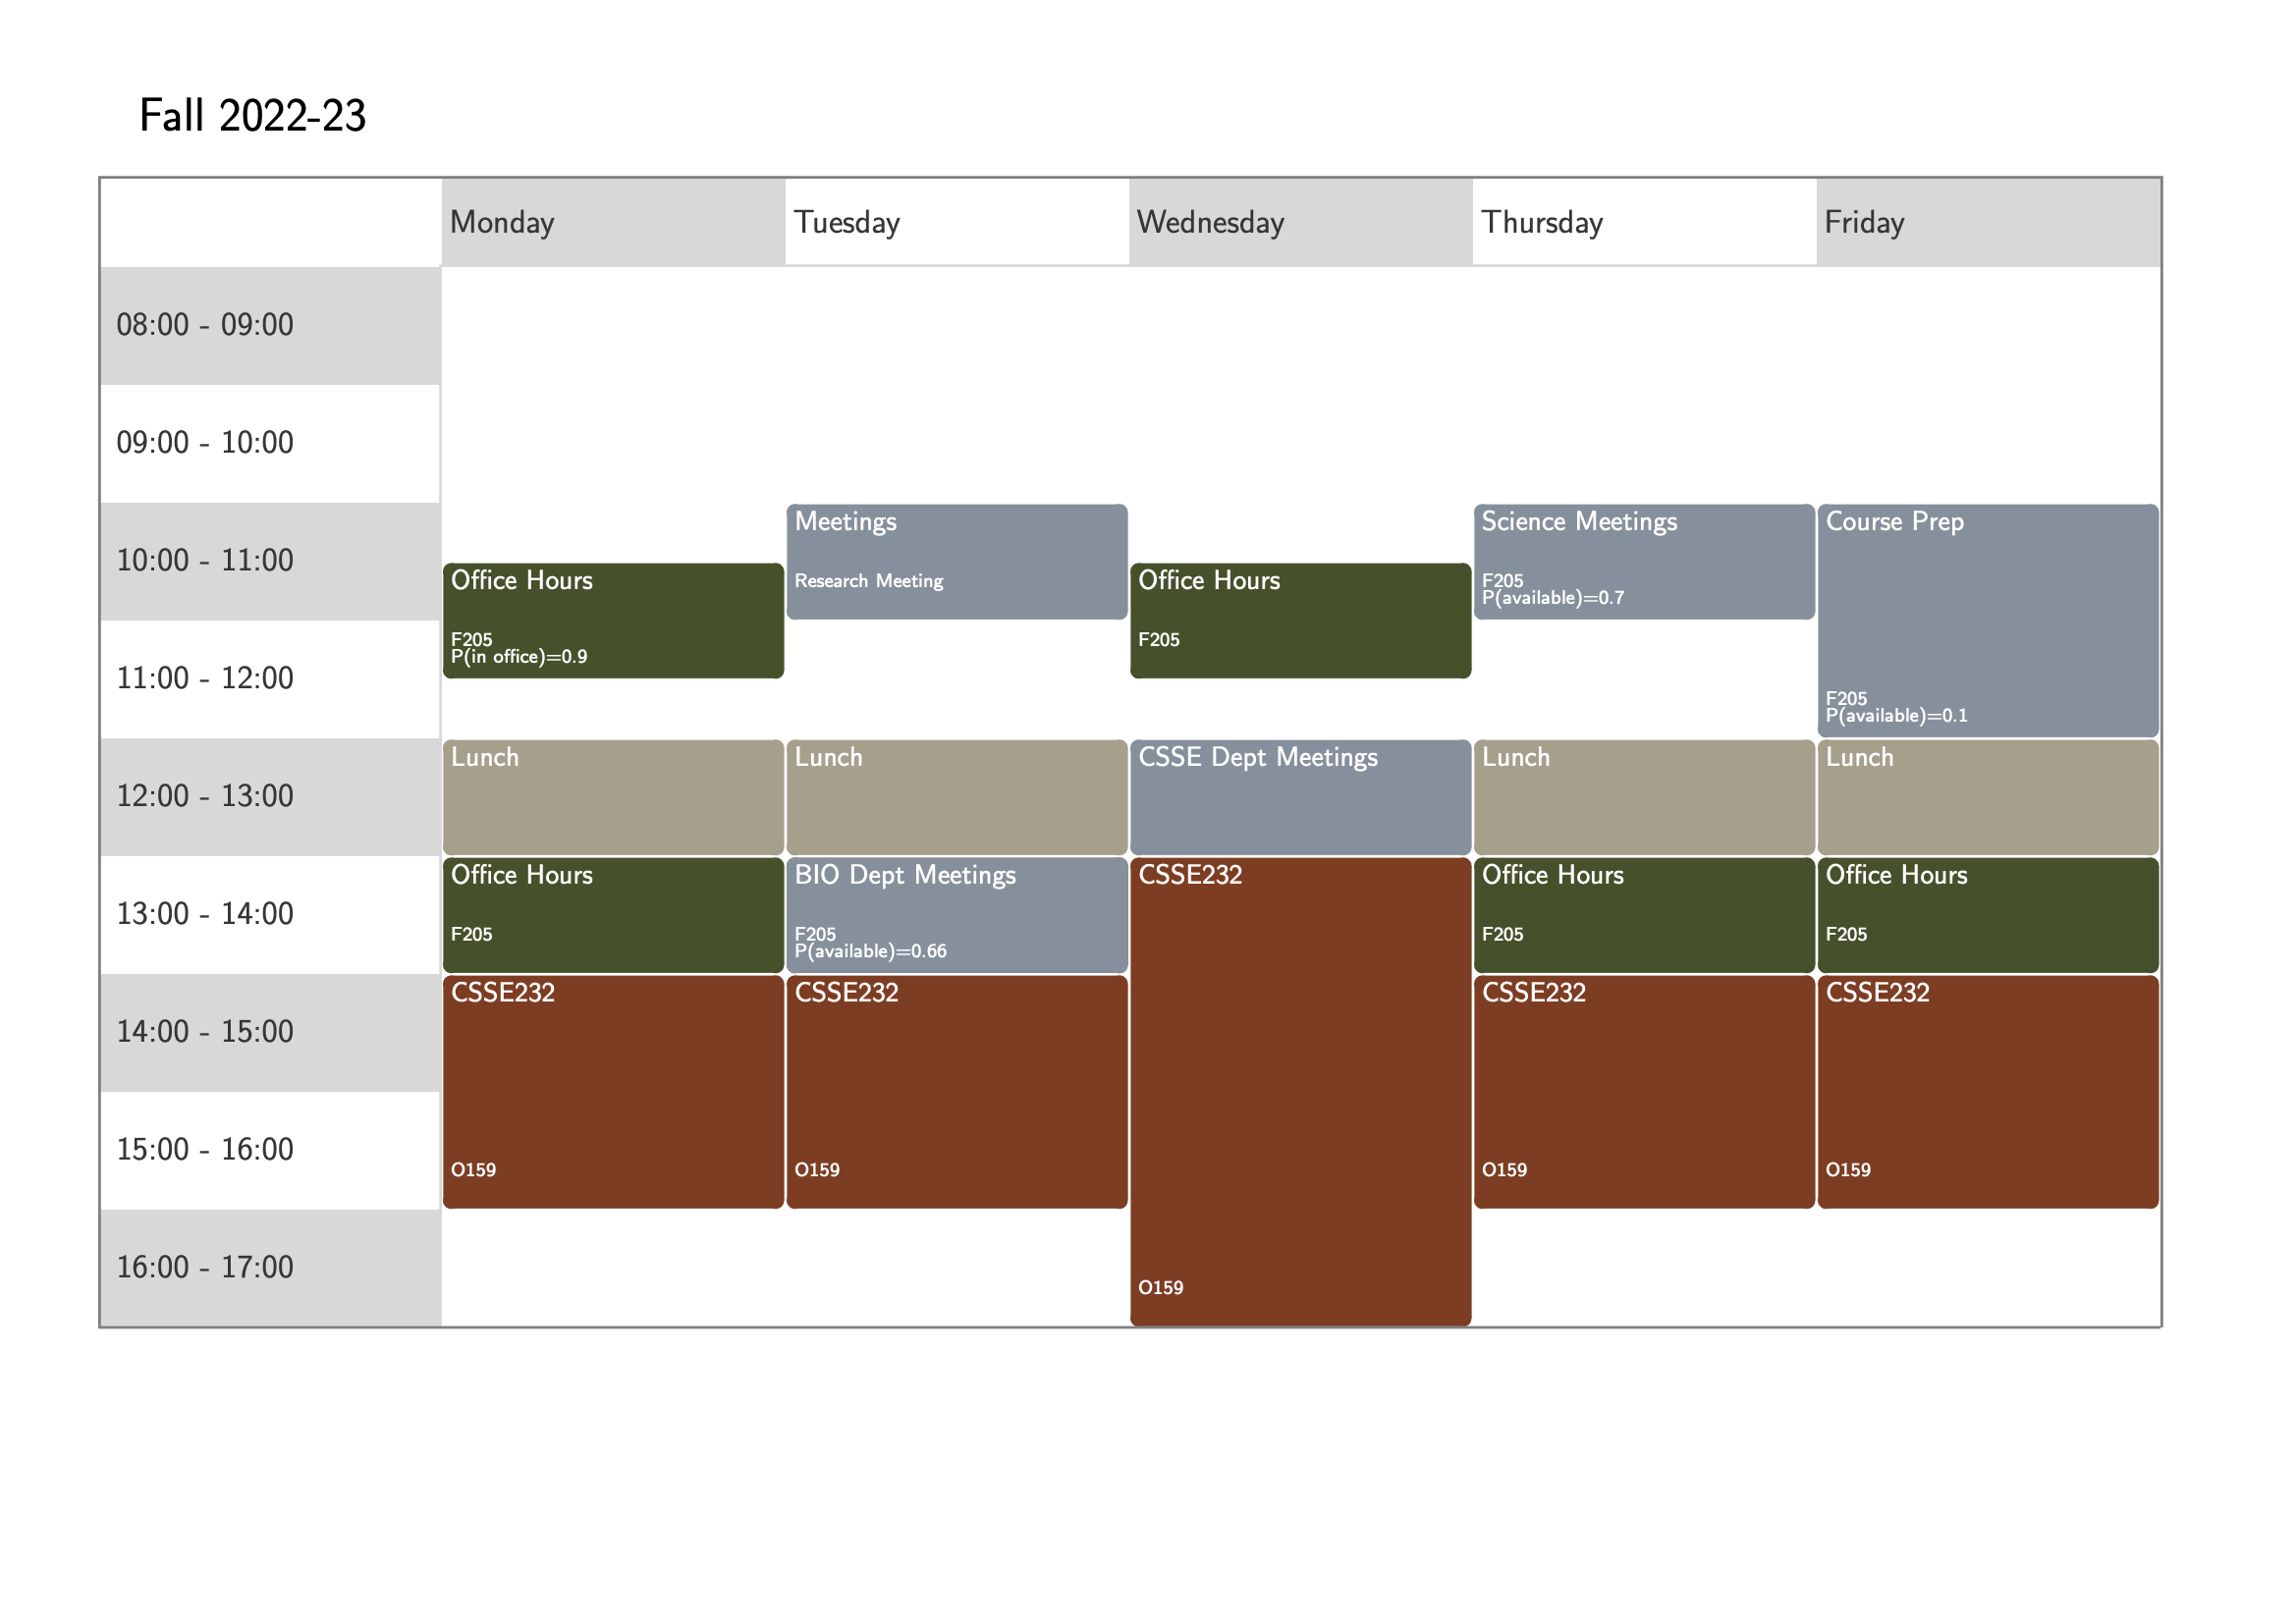 Fall 2022-23
Monday
Tuesday
Wednesday
Thursday
Friday
08:00 - 09:00
09:00 - 10:00
10:00 - 11:00
11:00 - 12:00
12:00 - 13:00
13:00 - 14:00
14:00 - 15:00
15:00 - 16:00
16:00 - 17:00
Office Hours
F205
P(in office)=0.9
Lunch
Office Hours
F205
CSSE232
O159
Meetings
Research Meeting
Lunch
BIO Dept Meetings
F205
P(available)=0.66
CSSE232
O159
Office Hours
F205
CSSE Dept Meetings
CSSE232
O159
Science Meetings
F205
P(available)=0.7
Lunch
Office Hours
F205
CSSE232
O159
Course Prep
F205
P(available)=0.1
Lunch
Office Hours
F205
CSSE232
O159